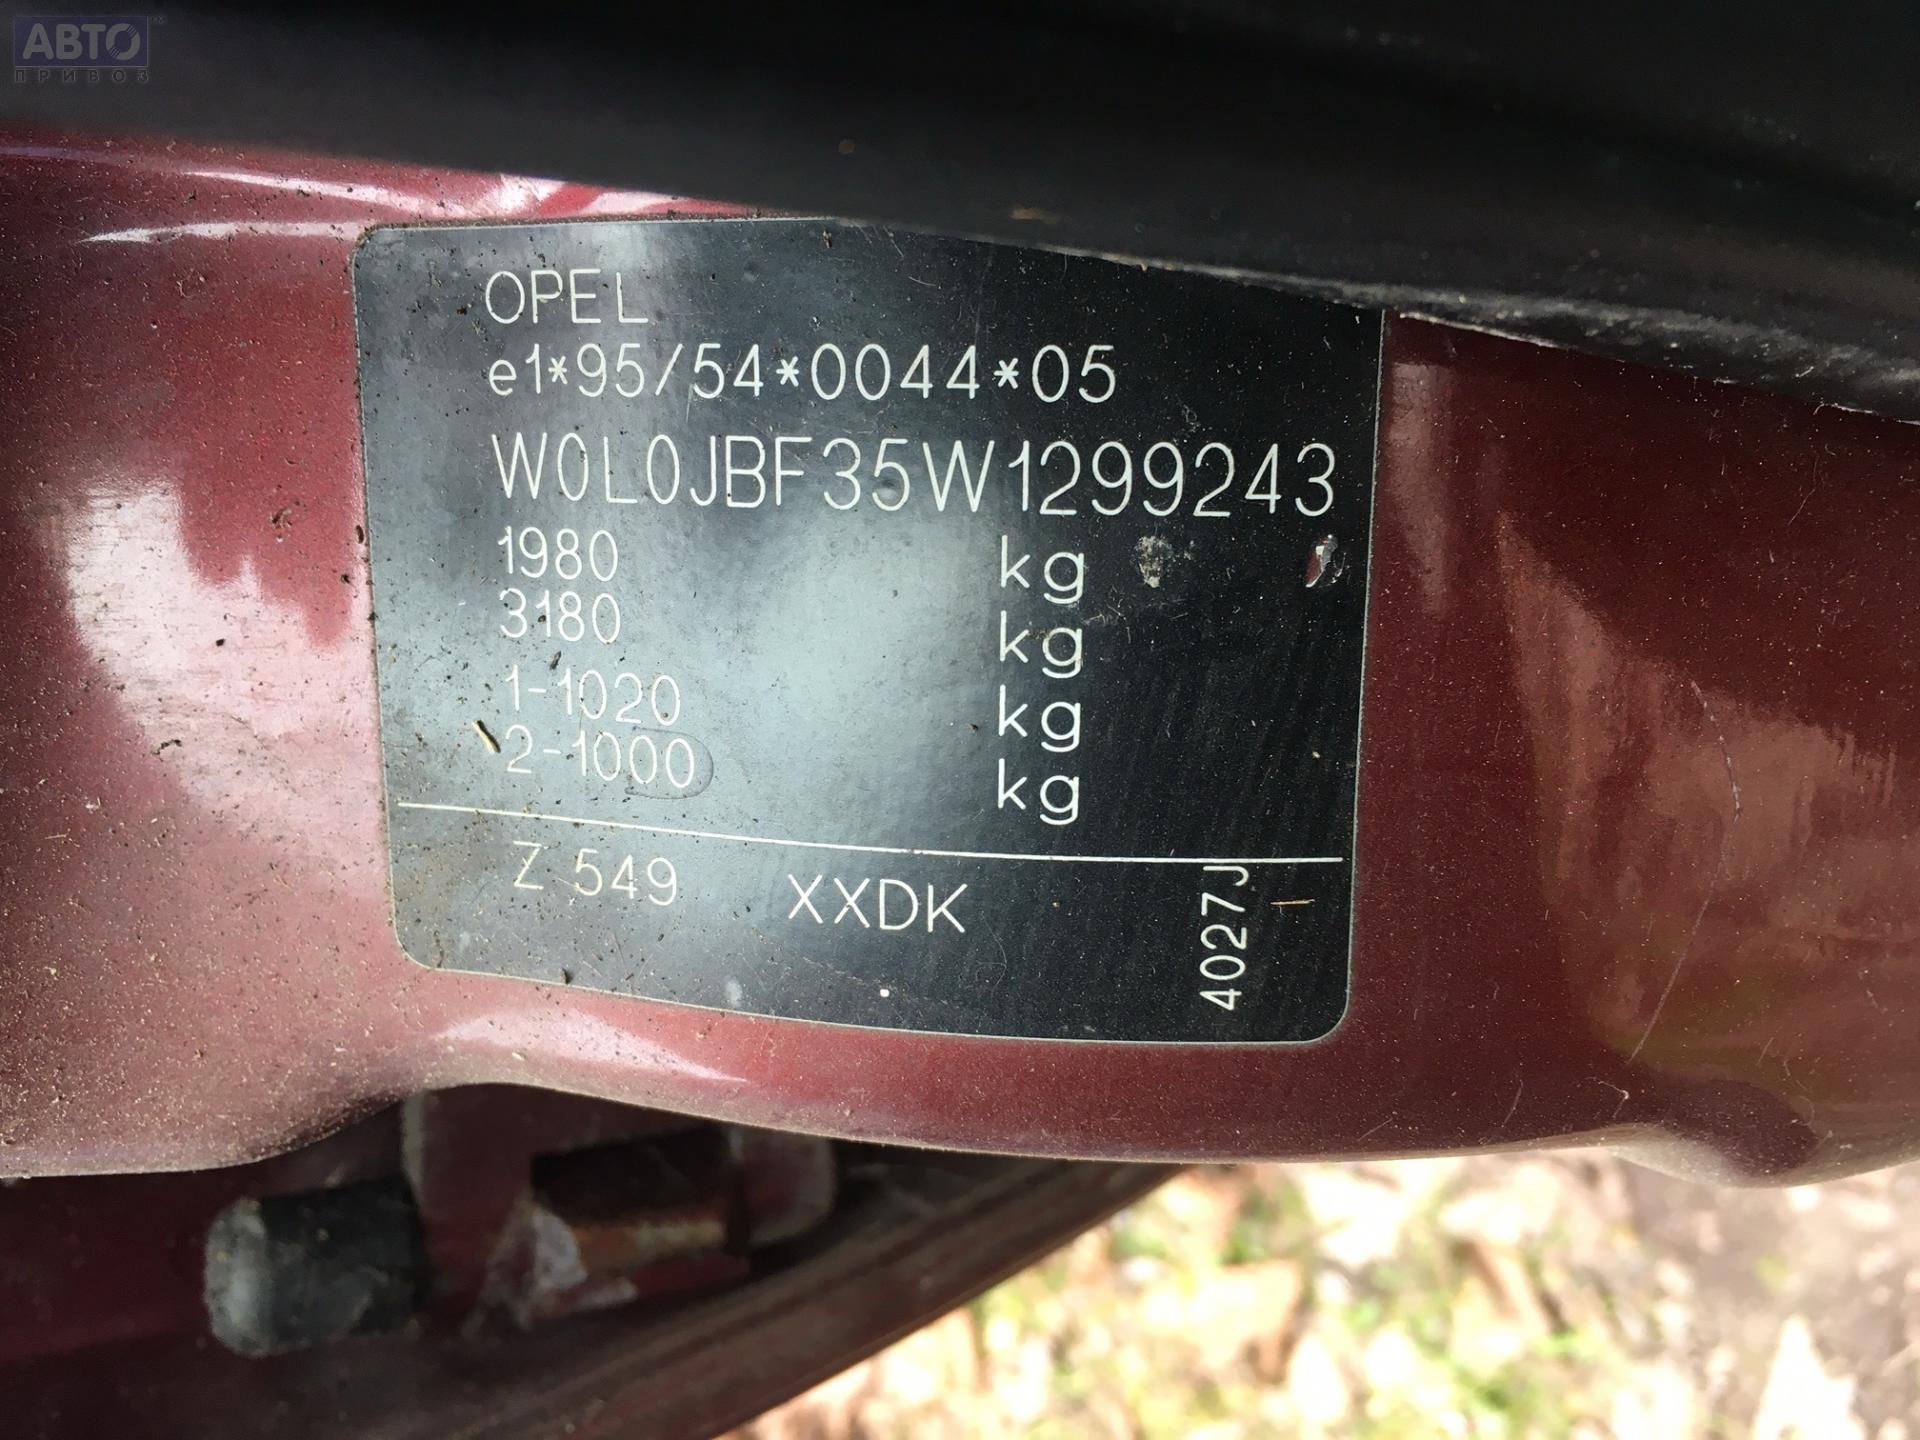 АВТО™
ПРИВОЗ
OPEL
e1*95/54*0044*05
W0L0JBF35W1299243
1980 kg
3180 kg
1-1020 kg
2-1000 kg
Z 549 XXDK
4027J